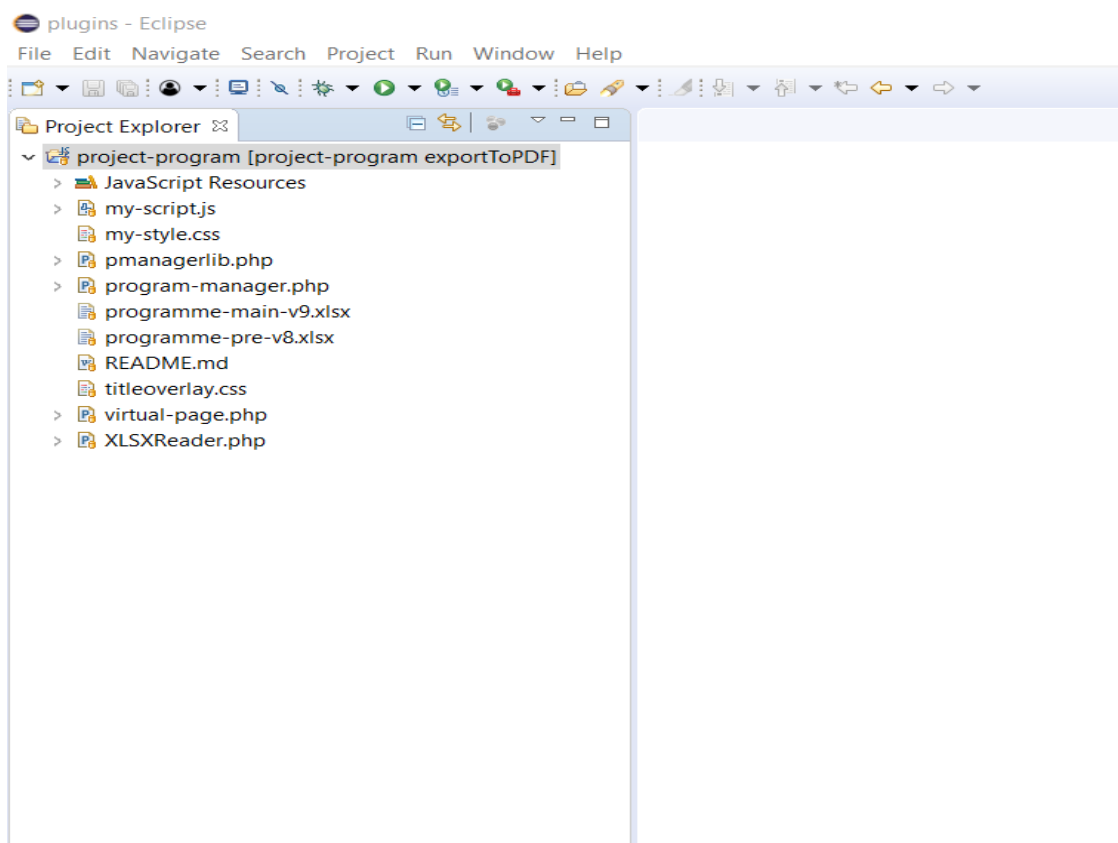 plugins - Eclipse
File Edit Navigate Search Project Run Window Help
Project Explorer
project-program [project-program exportToPDF]
JavaScript Resources
my-script.js
my-style.css
pmanagerlib.php
program-manager.php
programme-main-v9.xlsx
programme-pre-v8.xlsx
README.md
titleoverlay.css
virtual-page.php
XLSXReader.php